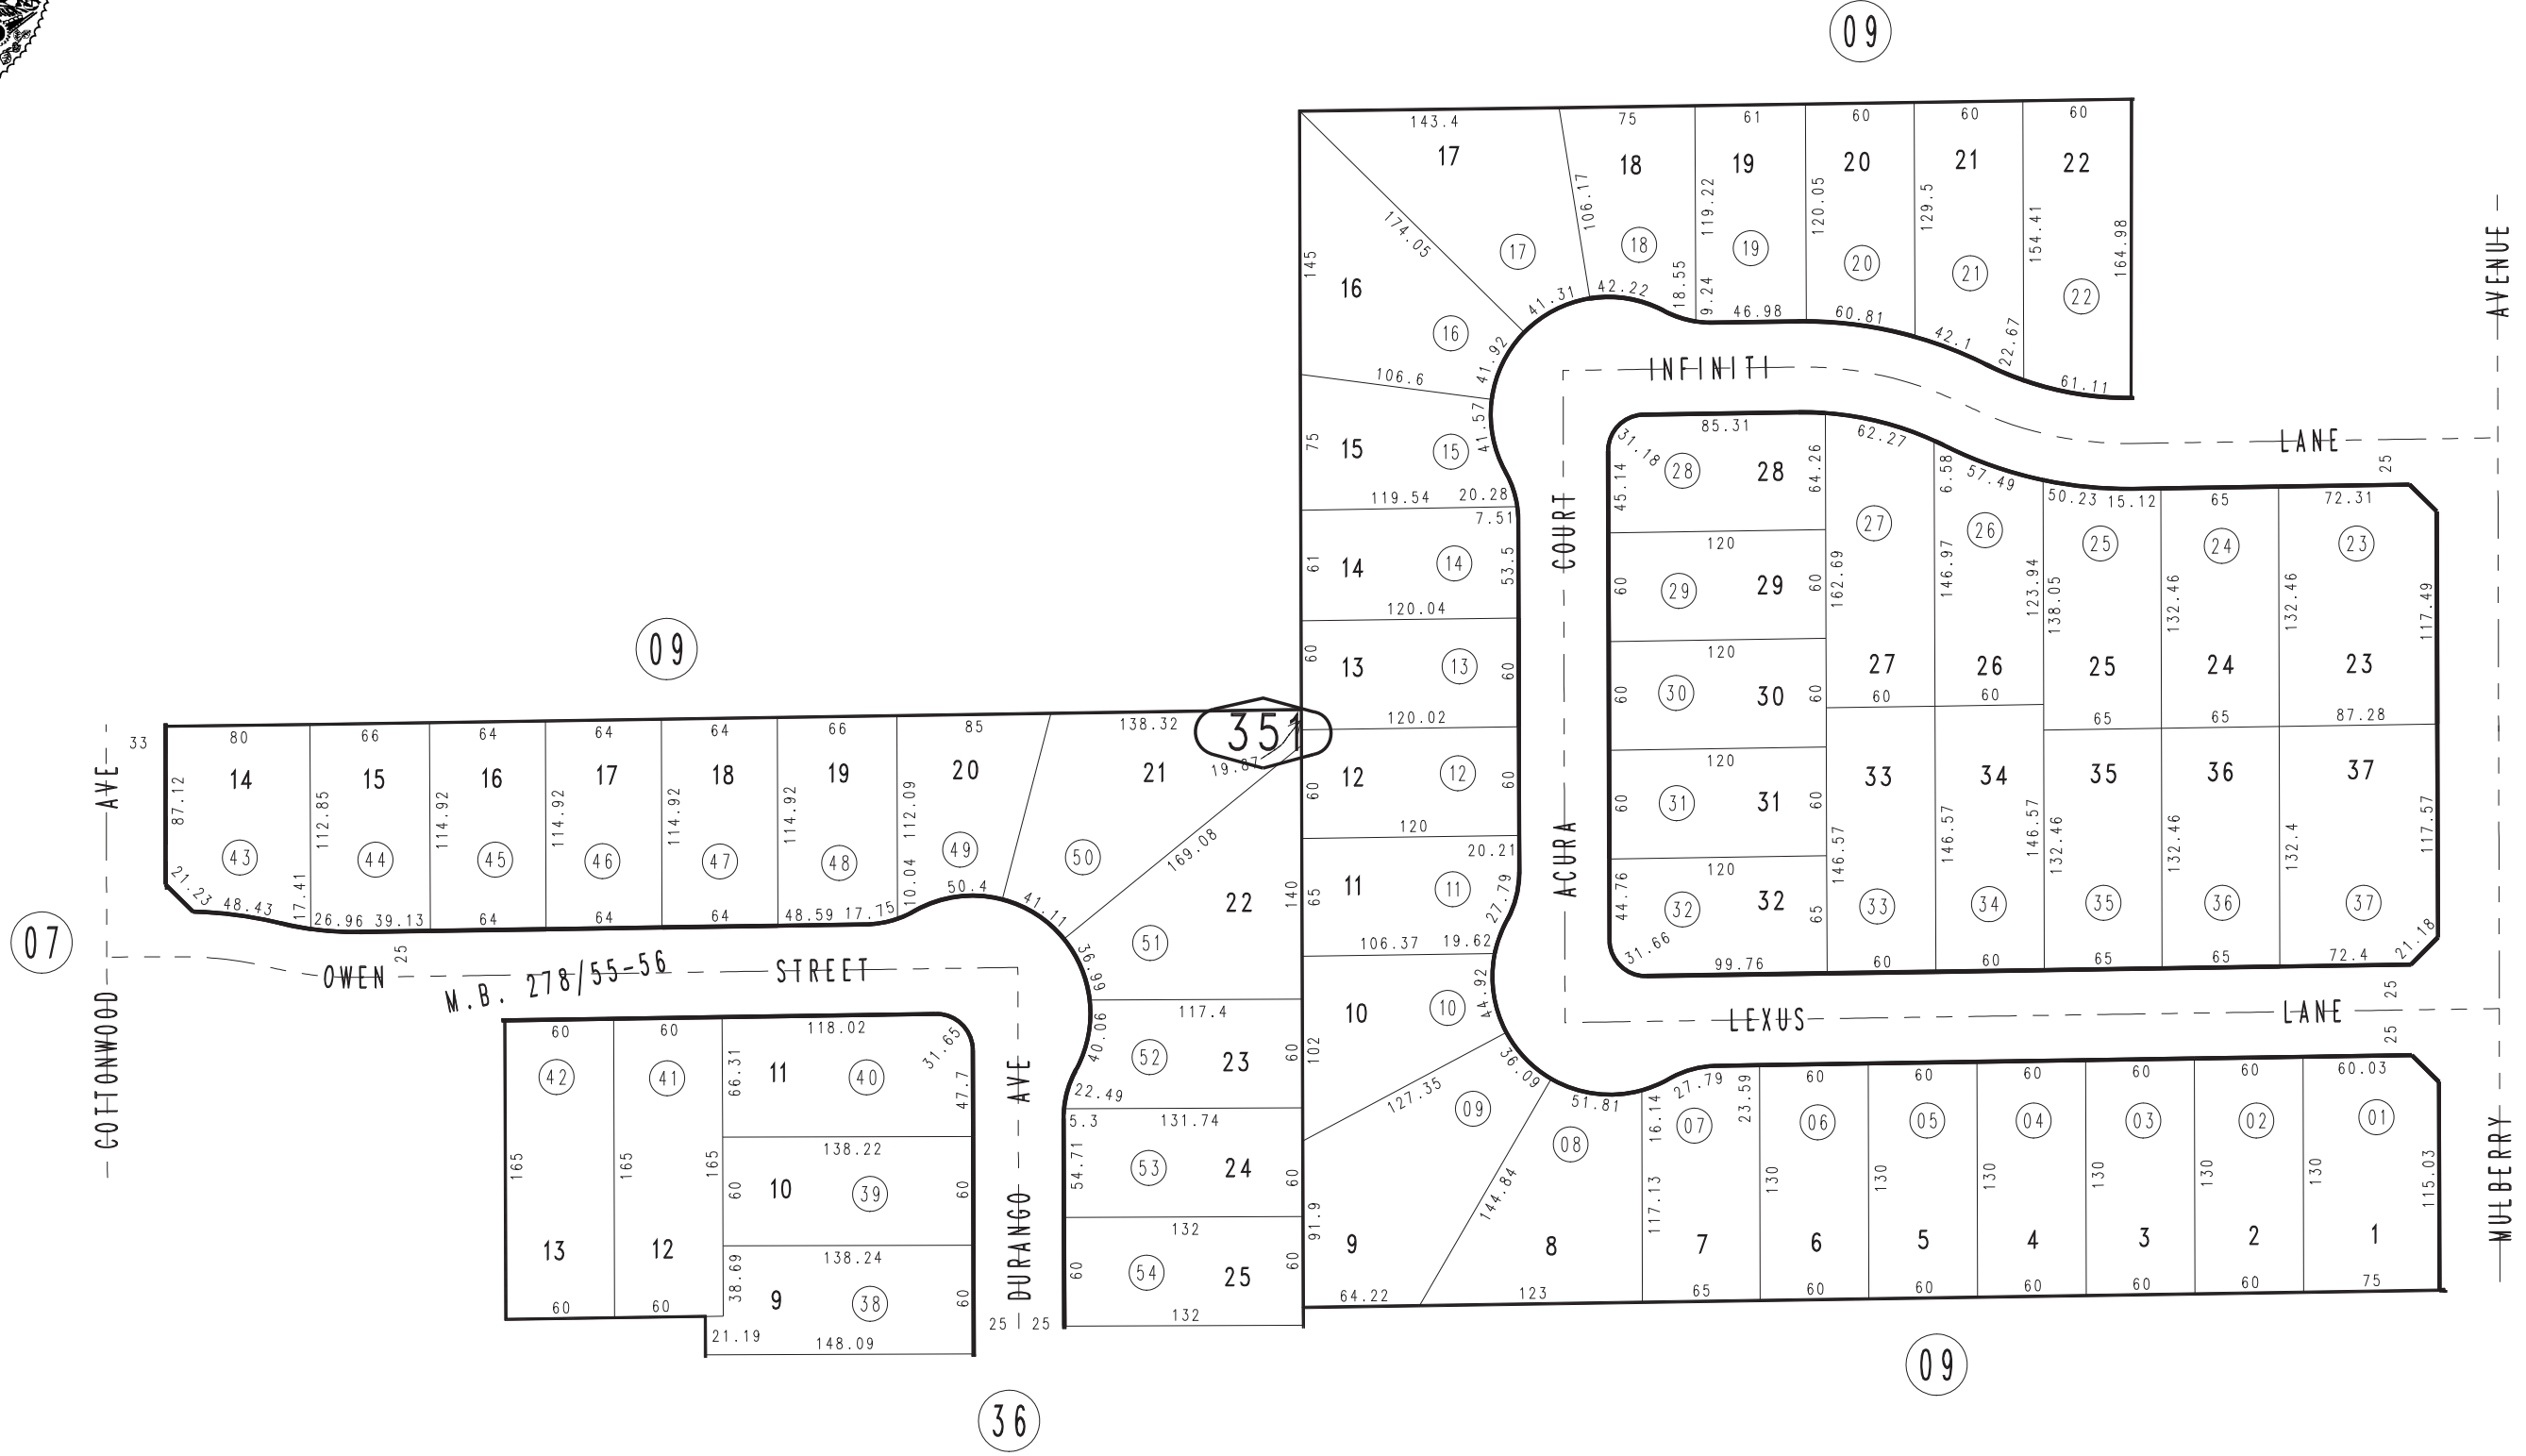 09
143.4 75 61 60 60 60
17 18 19 20 21 22
174.05 106.17 119.22 120.05 129.5 154.41 164.98
17 18 19 20 21 22
145
16
16
41.31 42.22 18.55 9.24 46.98 60.81 42.1 22.67 61.11
41.92
106.6
INFINITI LANE
AVENUE
25
75 15 15 41.57
119.54 20.28
7.51
61 14 14 53.5
120.04
60 13 13 60
120.02
60 12 12 60
120
20.21
65 11 11 27.79
106.37 19.62
102 10 10 44.92
127.35 36.09
ACURA COURT
31.18 85.31 62.27 6.58 57.49 50.23 15.12 65 72.31
45.14 28 28 64.26
27 26 25 24 23
120
60 29 29 60
162.69 146.97 123.94 138.05 132.46 132.46 117.49
120
60 30 30 60
27 26 25 24 23
60 60 65 65 87.28
120
60 31 31 60
33 34 35 36 37
146.57 146.57 146.57 132.46 132.46 132.4 117.57
120
44.76 32 32 65
33 34 35 36 37
31.66 99.76 60 60 65 65 72.4 21.18
25
LEXUS LANE
25
51.81 27.79 23.59 60 60 60 60 60 60.03
09 08 07 06 05 04 03 02 01
16.14
91.9 144.84 117.13 130 130 130 130 130 130 115.03
9 8 7 6 5 4 3 2 1
64.22 123 65 60 60 60 60 60 75
MULBERRY
09
09
351
33
80 66 64 64 64 66 85 138.32
14 15 16 17 18 19 20 21
19.87
87.12 112.85 114.92 114.92 114.92 114.92 112.09
43 44 45 46 47 48 49 50
169.08
22 140
21.23 48.43 17.41 26.96 39.13 64 64 64 48.59 17.75 10.04 50.4 41.11
51
36.99
07
COTTONWOOD AVE
25
OWEN STREET
M.B. 278/55-56
117.4
40.06 52 23 60
22.49
5.3 131.74
54.71 53 24 60
132
60 54 25 60
132
60 60 118.02 31.65
42 41 66.31 11 40 47.7
138.22
165 165 165 60 10 39 60
138.24
13 12 38.69 9 38 60
60 60
21.19 148.09
DURANGO AVE
25 25
36